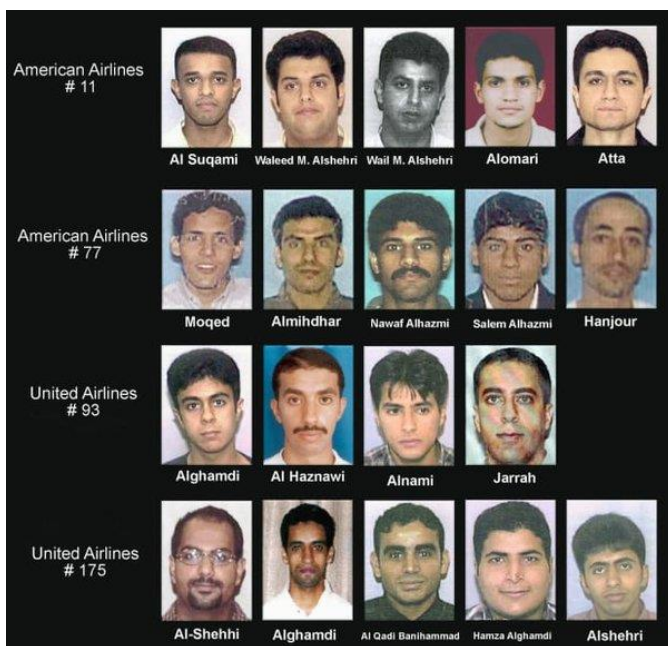 American Airlines
# 11
Al Suqami
Waleed M. Alshehri
Wail M. Alshehri
Alomari
Atta
American Airlines
# 77
Moqed
Almihdhar
Nawaf Alhazmi
Salem Alhazmi
Hanjour
United Airlines
# 93
Alghamdi
Al Haznawi
Alnami
Jarrah
United Airlines
# 175
Al-Shehhi
Alghamdi
Al Qadi Banihammad
Hamza Alghamdi
Alshehri